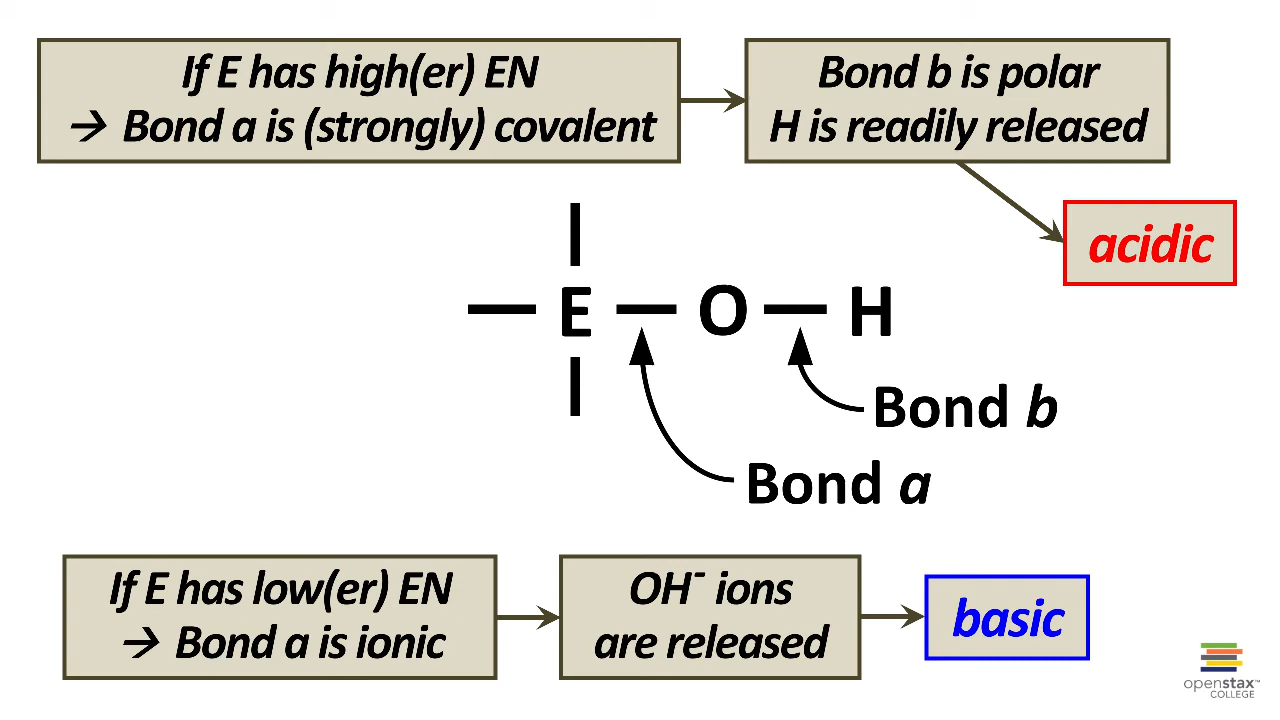 If E has high(er) EN
→ Bond a is (strongly) covalent
Bond b is polar
H is readily released
acidic
E — O — H
Bond b
Bond a
If E has low(er) EN
→ Bond a is ionic
OH⁻ ions
are released
basic
openstax™
COLLEGE